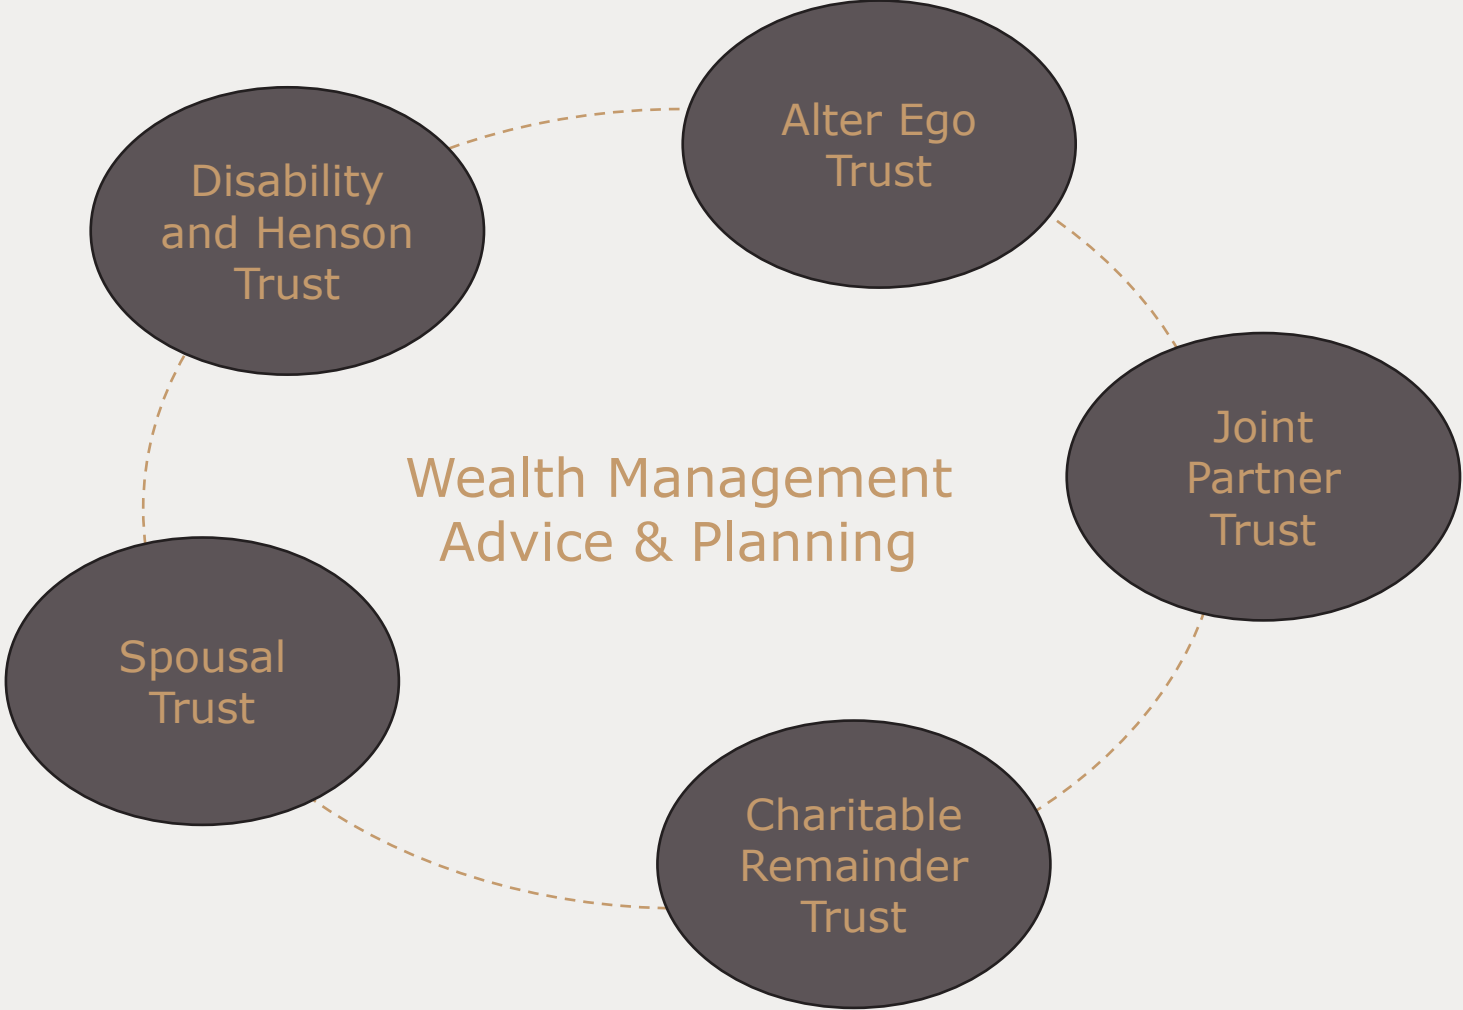 Alter Ego
Trust
Disability
and Henson
Trust
Joint
Partner
Trust
Wealth Management
Advice & Planning
Spousal
Trust
Charitable
Remainder
Trust